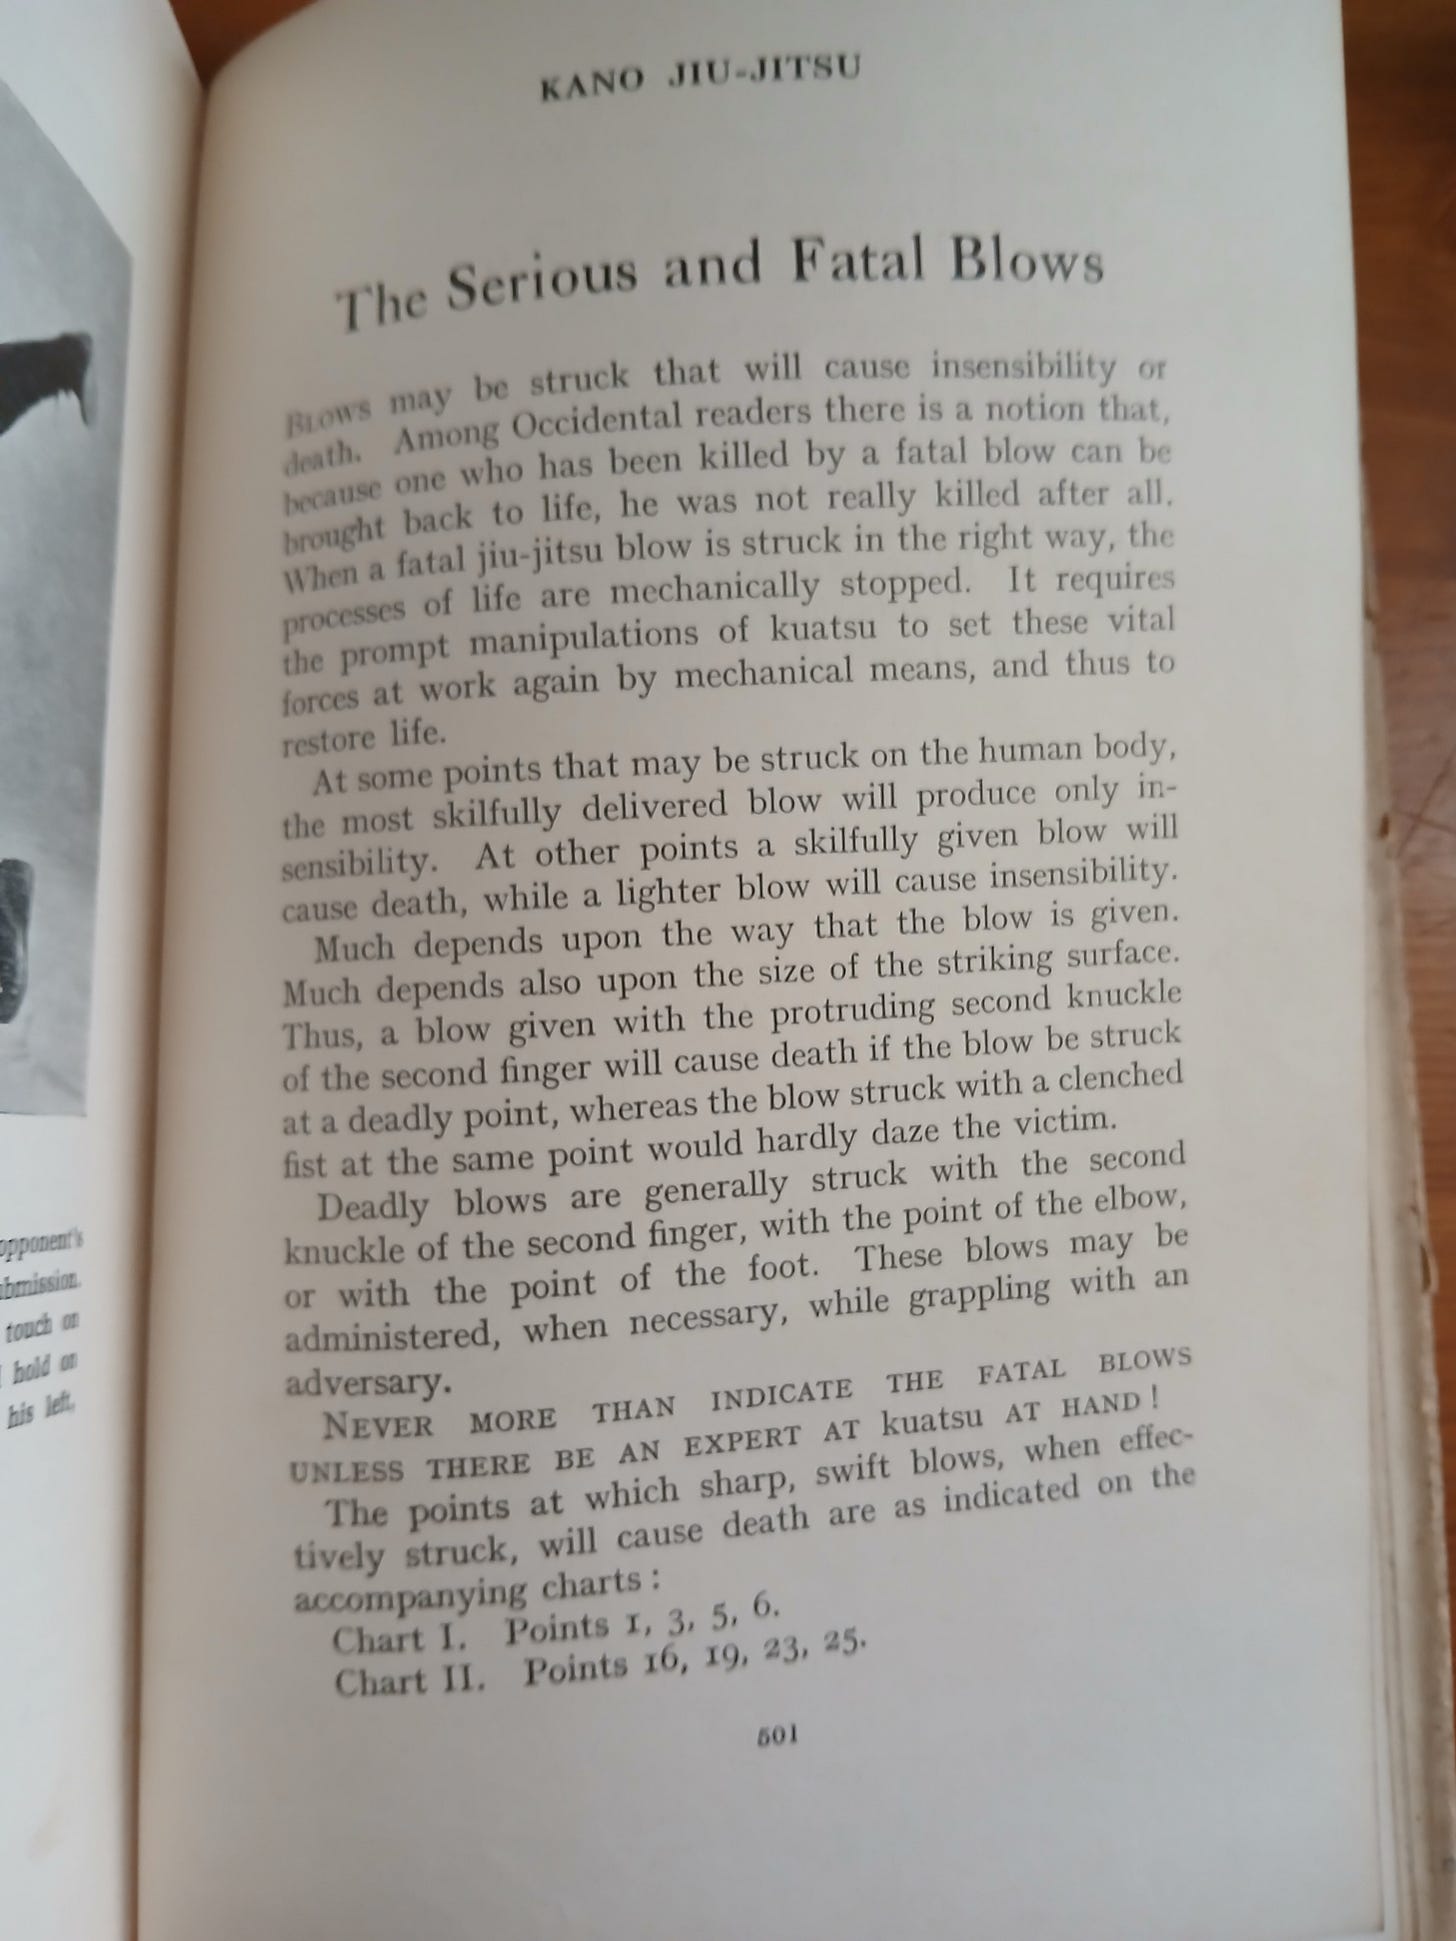 opponent's
touch on
hold on
his left,
KANO JIU-JITSU
The Serious and Fatal Blows
BLOWS may be struck that will cause insensibility or
death. Among Occidental readers there is a notion that,
because one who has been killed by a fatal blow can be
brought back to life, he was not really killed after all.
When a fatal jiu-jitsu blow is struck in the right way, the
processes of life are mechanically stopped. It requires
the prompt manipulations of kuatsu to set these vital
forces at work again by mechanical means, and thus to
restore life.
At some points that may be struck on the human body,
the most skilfully delivered blow will produce only in-
sensibility. At other points a skilfully given blow will
cause death, while a lighter blow will cause insensibility.
Much depends upon the way that the blow is given.
Much depends also upon the size of the striking surface.
Thus, a blow given with the protruding second knuckle
of the second finger will cause death if the blow be struck
at a deadly point, whereas the blow struck with a clenched
fist at the same point would hardly daze the victim.
Deadly blows are generally struck with the second
knuckle of the second finger, with the point of the elbow,
or with the point of the foot. These blows may be
administered, when necessary, while grappling with an
adversary.
NEVER MORE THAN INDICATE THE FATAL BLOWS
UNLESS THERE BE AN EXPERT AT kuatsu AT HAND!
The points at which sharp, swift blows, when effec-
tively struck, will cause death are as indicated on the
accompanying charts:
Chart I. Points 1, 3, 5, 6.
Chart II. Points 16, 19, 23, 25.
501